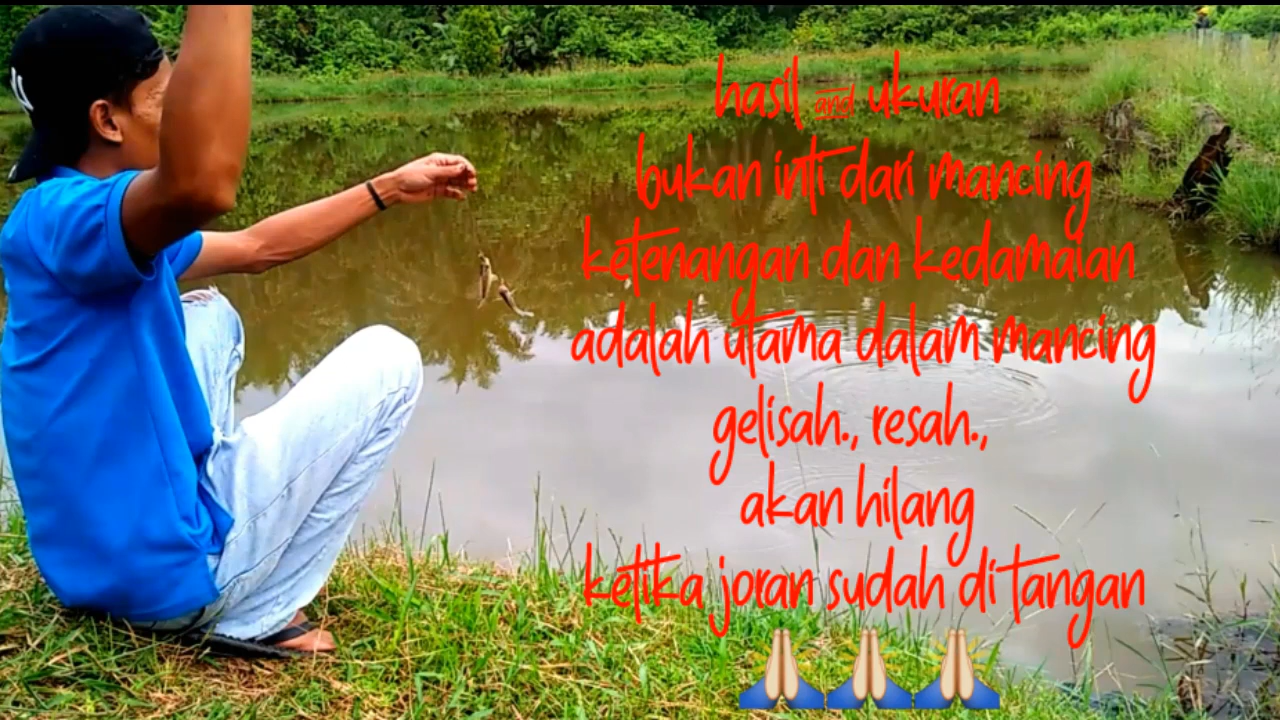 hasil and ukuran
bukan inti dari mancing
ketenangan dan kedamaian
adalah utama dalam mancing
gelisah., resah.,
akan hilang
ketika joran sudah di tangan
🙏🙏🙏